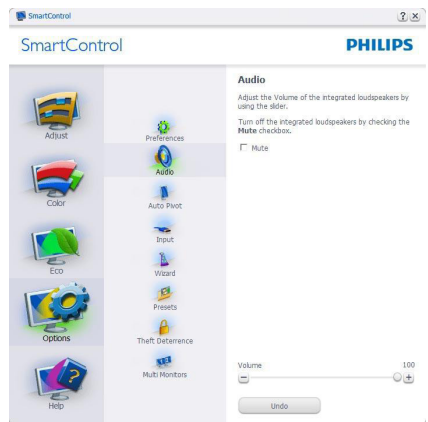 SmartControl
SmartControl
PHILIPS
Adjust
Color
Eco
Options
Help
Preferences
Audio
Auto Pivot
Input
Wizard
Presets
Theft Deterrence
Multi Monitors
Audio
Adjust the Volume of the integrated loudspeakers by
using the slider.
Turn off the integrated loudspeakers by checking the
Mute checkbox.
Mute
Volume 100
Undo